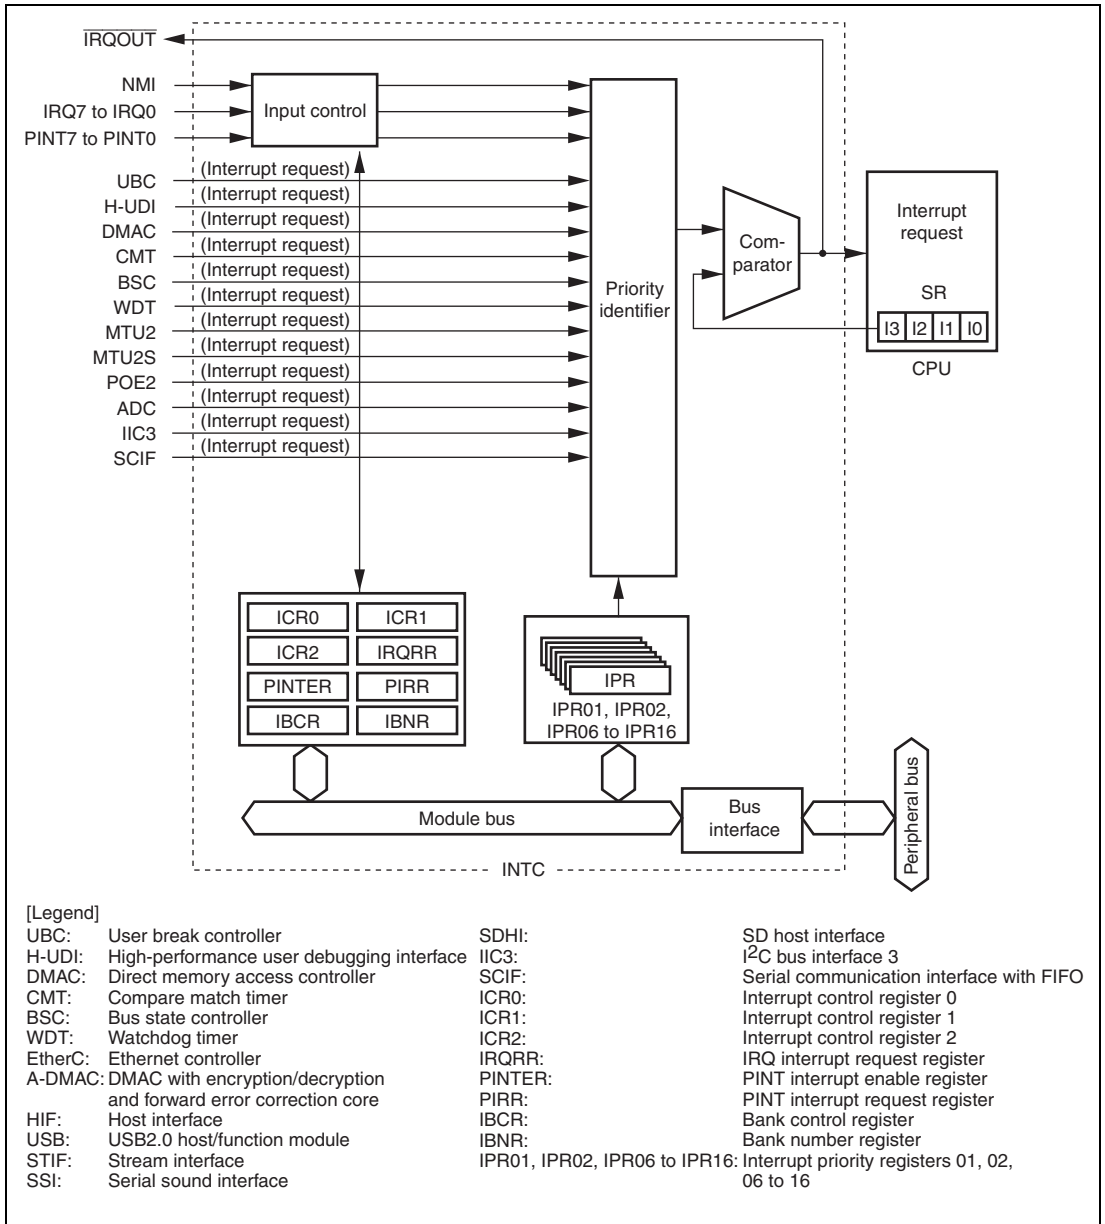 IRQOUT
NMI
IRQ7 to IRQ0
PINT7 to PINT0
Input control
UBC
(Interrupt request)
H-UDI
(Interrupt request)
DMAC
(Interrupt request)
CMT
(Interrupt request)
BSC
(Interrupt request)
WDT
(Interrupt request)
MTU2
(Interrupt request)
MTU2S
(Interrupt request)
POE2
(Interrupt request)
ADC
(Interrupt request)
IIC3
(Interrupt request)
SCIF
(Interrupt request)
Priority
identifier
Com-
parator
Interrupt
request
SR
I3 I2 I1 I0
CPU
ICR0 ICR1
ICR2 IRQRR
PINTER PIRR
IBCR IBNR
IPR
IPR01, IPR02,
IPR06 to IPR16
Module bus
Bus
interface
Peripheral bus
INTC
[Legend]
UBC: User break controller
H-UDI: High-performance user debugging interface
DMAC: Direct memory access controller
CMT: Compare match timer
BSC: Bus state controller
WDT: Watchdog timer
EtherC: Ethernet controller
A-DMAC: DMAC with encryption/decryption
and forward error correction core
HIF: Host interface
USB: USB2.0 host/function module
STIF: Stream interface
SSI: Serial sound interface
SDHI: SD host interface
IIC3: I2C bus interface 3
SCIF: Serial communication interface with FIFO
ICR0: Interrupt control register 0
ICR1: Interrupt control register 1
ICR2: Interrupt control register 2
IRQRR: IRQ interrupt request register
PINTER: PINT interrupt enable register
PIRR: PINT interrupt request register
IBCR: Bank control register
IBNR: Bank number register
IPR01, IPR02, IPR06 to IPR16: Interrupt priority registers 01, 02,
06 to 16